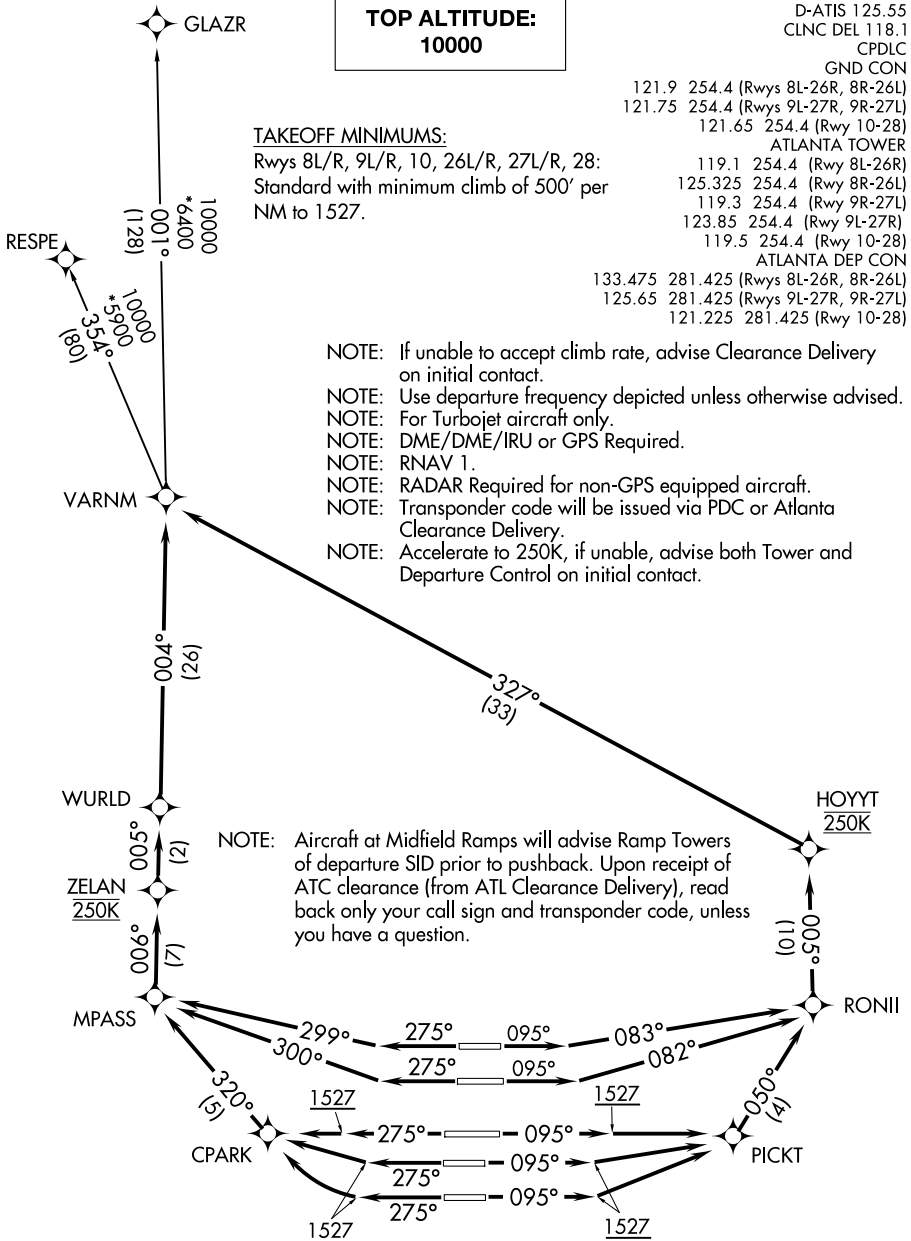 TOP ALTITUDE:
10000
D-ATIS 125.55
CLNC DEL 118.1
CPDLC
GND CON
121.9 254.4 (Rwys 8L-26R, 8R-26L)
121.75 254.4 (Rwys 9L-27R, 9R-27L)
121.65 254.4 (Rwy 10-28)
ATLANTA TOWER
119.1 254.4 (Rwy 8L-26R)
125.325 254.4 (Rwy 8R-26L)
119.3 254.4 (Rwy 9R-27L)
123.85 254.4 (Rwy 9L-27R)
119.5 254.4 (Rwy 10-28)
ATLANTA DEP CON
133.475 281.425 (Rwys 8L-26R, 8R-26L)
125.65 281.425 (Rwys 9L-27R, 9R-27L)
121.225 281.425 (Rwy 10-28)
GLAZR
TAKEOFF MINIMUMS:
Rwys 8L/R, 9L/R, 10, 26L/R, 27L/R, 28:
Standard with minimum climb of 500' per
NM to 1527.
10000
*6400
001°
(128)
RESPE
10000
*5900
354°
(80)
NOTE: If unable to accept climb rate, advise Clearance Delivery
on initial contact.
NOTE: Use departure frequency depicted unless otherwise advised.
NOTE: For Turbojet aircraft only.
NOTE: DME/DME/IRU or GPS Required.
NOTE: RNAV 1.
NOTE: RADAR Required for non-GPS equipped aircraft.
NOTE: Transponder code will be issued via PDC or Atlanta
Clearance Delivery.
NOTE: Accelerate to 250K, if unable, advise both Tower and
Departure Control on initial contact.
VARNM
004°
(26)
327°
(33)
WURLD
HOYYT
250K
005°
(2)
ZELAN
250K
NOTE: Aircraft at Midfield Ramps will advise Ramp Towers
of departure SID prior to pushback. Upon receipt of
ATC clearance (from ATL Clearance Delivery), read
back only your call sign and transponder code, unless
you have a question.
006°
(7)
005°
(10)
MPASS
RONII
299° 275° 095° 083°
300° 275° 095° 082°
320°
(5)
1527
1527
050°
(4)
275° 095°
CPARK
PICKT
275° 095°
275° 095°
1527
1527